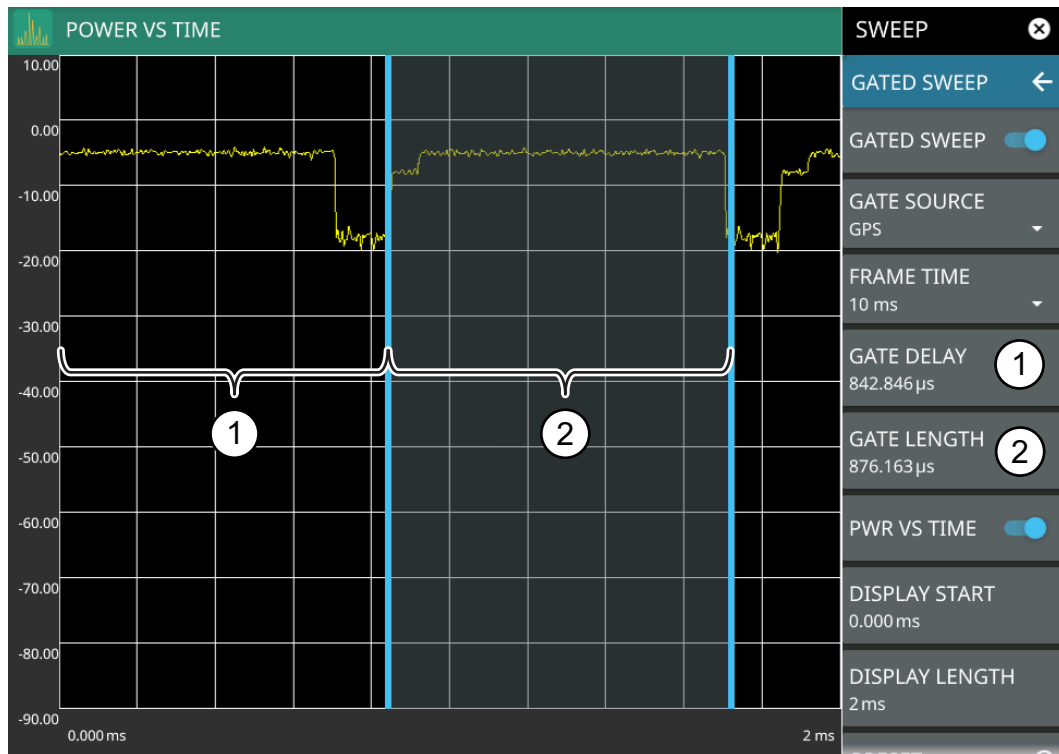 POWER VS TIME
10.00
0.00
-10.00
-20.00
-30.00
-40.00
-50.00
-60.00
-70.00
-80.00
-90.00
0.000 ms
2 ms
1
2
SWEEP
GATED SWEEP
GATED SWEEP
GATE SOURCE
GPS
FRAME TIME
10 ms
GATE DELAY
842.846 µs
1
GATE LENGTH
876.163 µs
2
PWR VS TIME
DISPLAY START
0.000 ms
DISPLAY LENGTH
2 ms